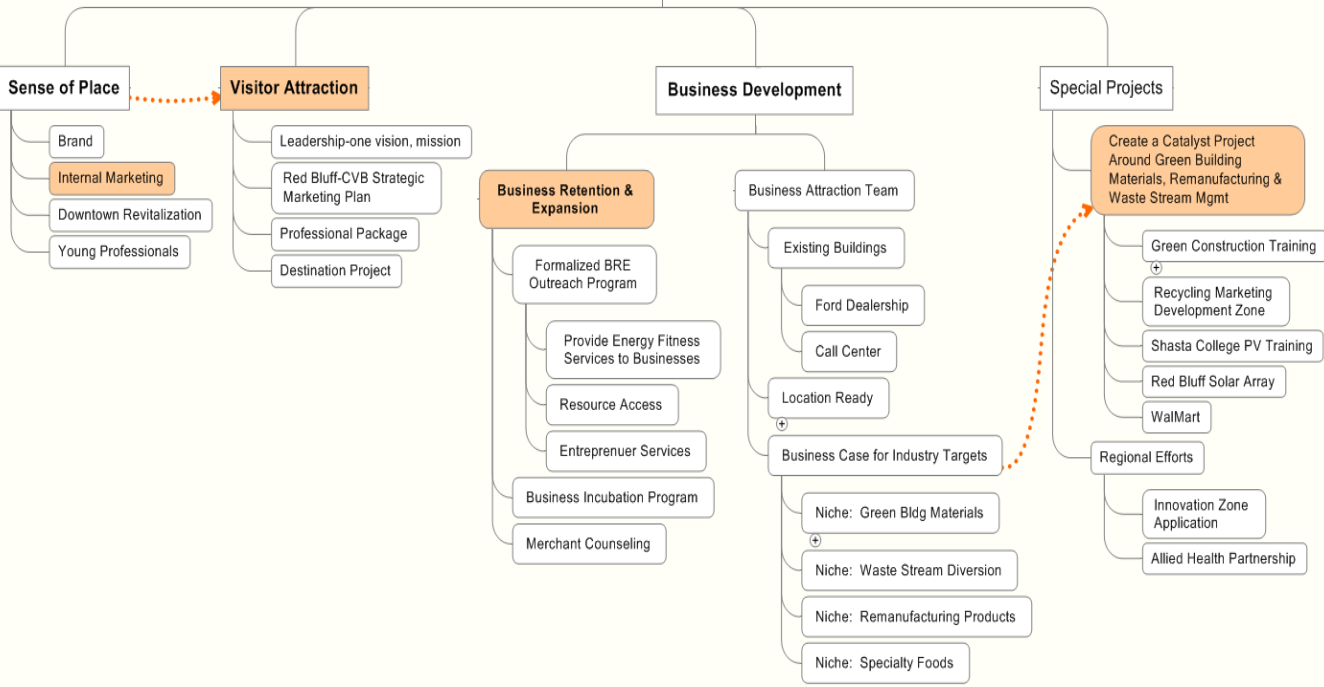 Sense of Place
Brand
Internal Marketing
Downtown Revitalization
Young Professionals
Visitor Attraction
Leadership-one vision, mission
Red Bluff-CVB Strategic
Marketing Plan
Professional Package
Destination Project
Business Development
Business Retention &
Expansion
Formalized BRE
Outreach Program
Provide Energy Fitness
Services to Businesses
Resource Access
Entreprenuer Services
Business Incubation Program
Merchant Counseling
Business Attraction Team
Existing Buildings
Ford Dealership
Call Center
Location Ready
Business Case for Industry Targets
Niche: Green Bldg Materials
Niche: Waste Stream Diversion
Niche: Remanufacturing Products
Niche: Specialty Foods
Special Projects
Create a Catalyst Project
Around Green Building
Materials, Remanufacturing &
Waste Stream Mgmt
Green Construction Training
Recycling Marketing
Development Zone
Shasta College PV Training
Red Bluff Solar Array
WalMart
Regional Efforts
Innovation Zone
Application
Allied Health Partnership